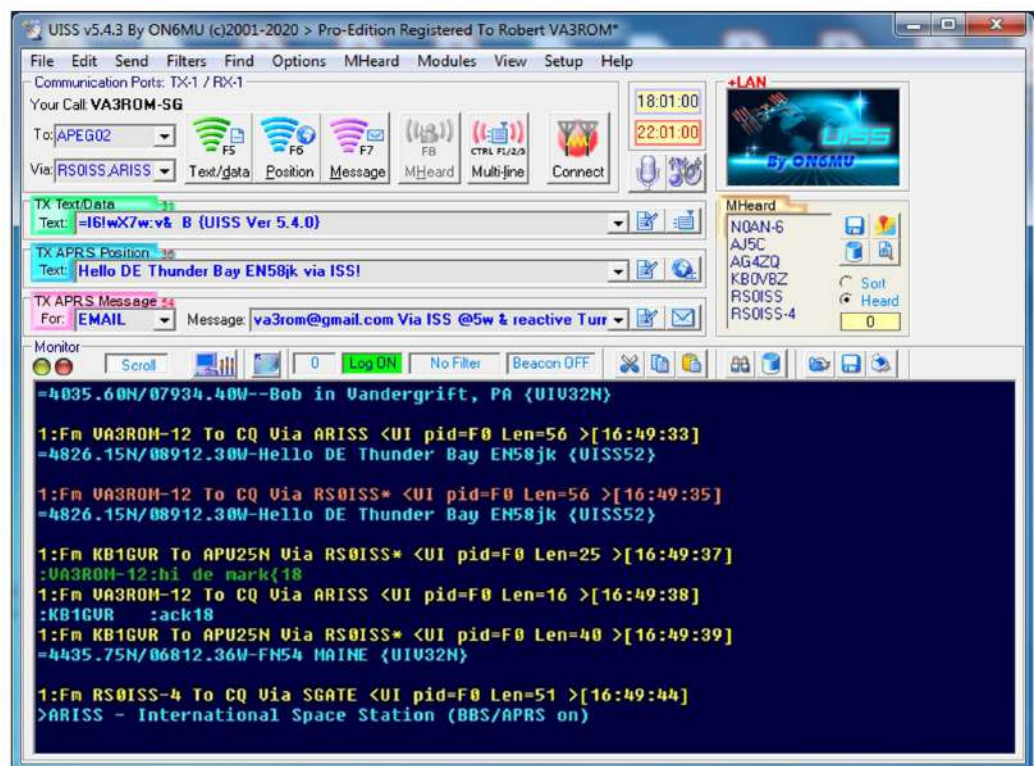 UISS v5.4.3 By ON6MU (c)2001-2020 > Pro-Edition Registered To Robert VA3ROM*
File Edit Send Filters Find Options MHeard Modules View Setup Help
Communication Ports: TX-1 / RX-1
Your Call: VA3ROM-SG
To: APEG02
Via: RS0ISS,ARISS
F5
Text/data
F6
Position
F7
Message
F8
MHeard
CTRL F1/2/3
Multi-line
Connect
18:01:00
22:01:00
+LAN
UISS
By ON6MU
TX Text/Data
Text: =I6!wX7w:v& B {UISS Ver 5.4.0}
TX APRS Position
Text: Hello DE Thunder Bay EN58jk via ISS!
TX APRS Message 54
For: EMAIL Message: va3rom@gmail.com Via ISS @5w & reactive Turr
MHeard
N0AN-6
AJ5C
AG4ZQ
KB0VBZ
RS0ISS
RS0ISS-4
Sort
Heard
0
Monitor
Scroll 0 Log ON No Filter Beacon OFF
=4035.60N/07934.40W--Bob in Vandergrift, PA {UIV32N}
1:Fm VA3ROM-12 To CQ Via ARISS <UI pid=F0 Len=56 >[16:49:33]
=4826.15N/08912.30W-Hello DE Thunder Bay EN58jk {UISS52}
1:Fm VA3ROM-12 To CQ Via RS0ISS* <UI pid=F0 Len=56 >[16:49:35]
=4826.15N/08912.30W-Hello DE Thunder Bay EN58jk {UISS52}
1:Fm KB1GVR To APU25N Via RS0ISS* <UI pid=F0 Len=25 >[16:49:37]
:VA3ROM-12:hi de mark{18
1:Fm VA3ROM-12 To CQ Via ARISS <UI pid=F0 Len=16 >[16:49:38]
:KB1GVR   :ack18
1:Fm KB1GVR To APU25N Via RS0ISS* <UI pid=F0 Len=40 >[16:49:39]
=4435.75N/06812.36W-FN54 MAINE {UIV32N}
1:Fm RS0ISS-4 To CQ Via SGATE <UI pid=F0 Len=51 >[16:49:44]
>ARISS - International Space Station (BBS/APRS on)